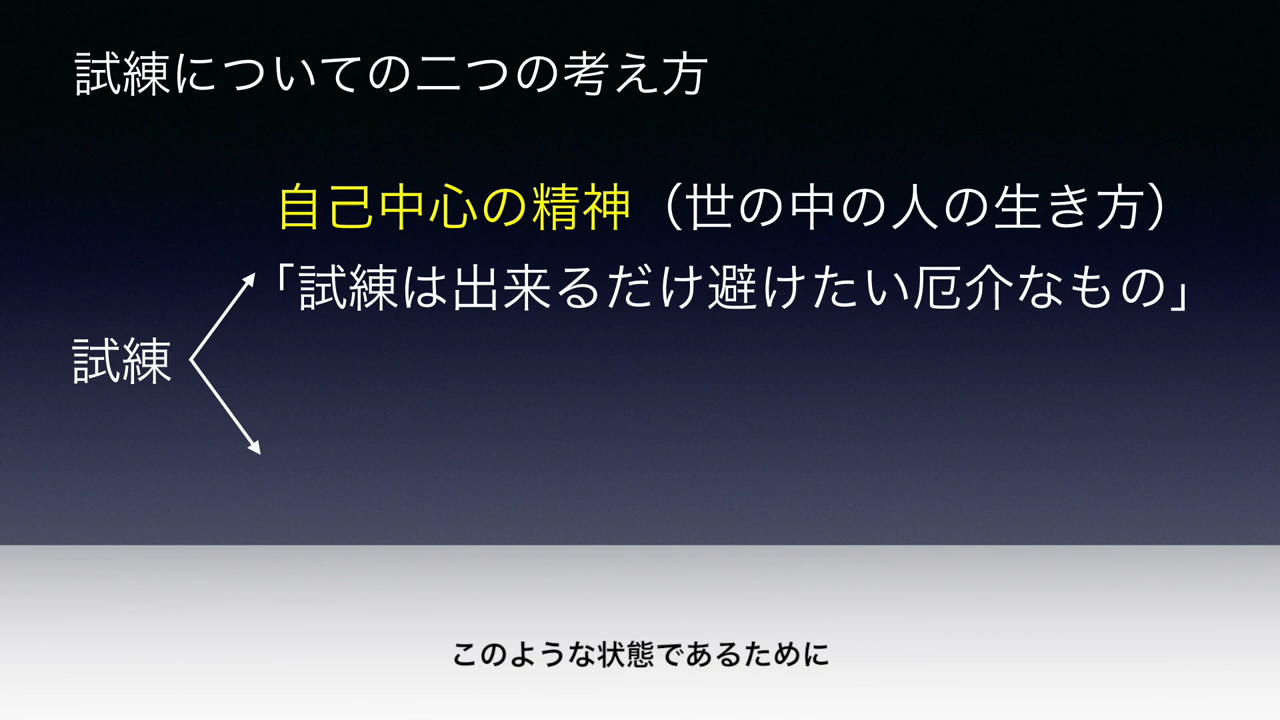 試練についての二つの考え方
自己中心の精神（世の中の人の生き方）
「試練は出来るだけ避けたい厄介なもの」
試練
このような状態であるために